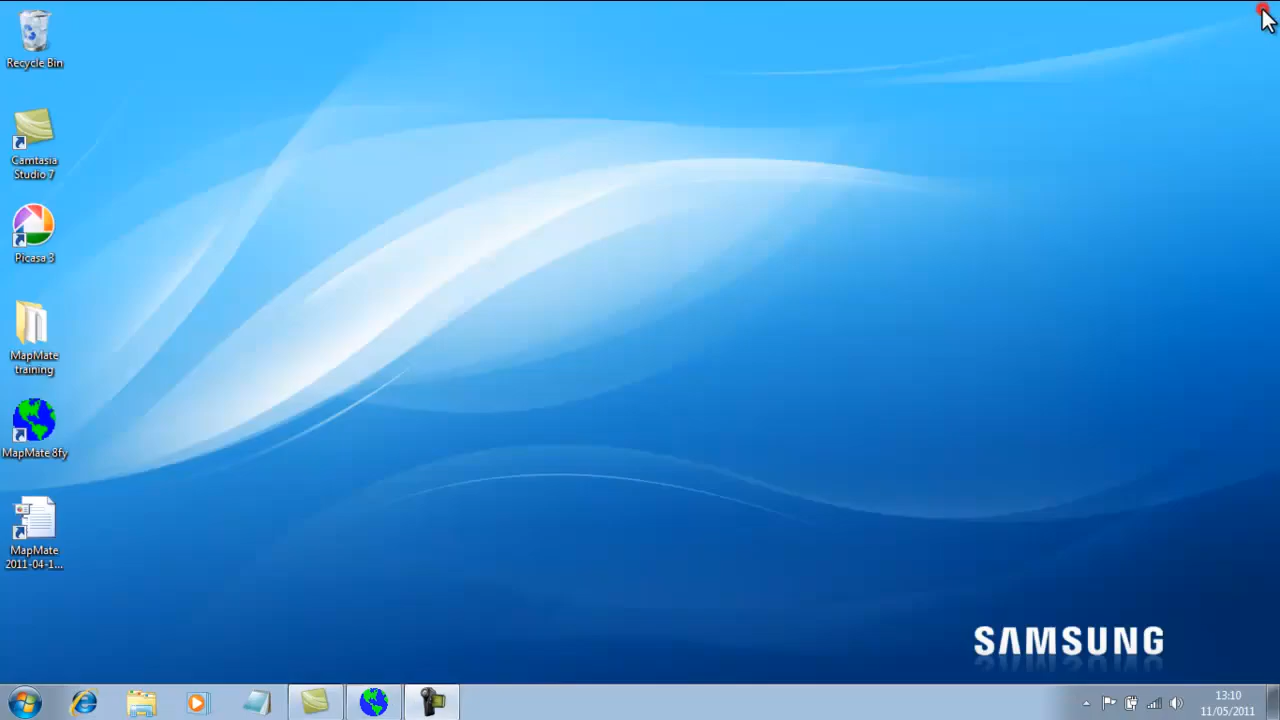 Recycle Bin
Camtasia
Studio 7
Picasa 3
MapMate
training
MapMate 8fy
MapMate
2011-04-1...
SAMSUNG
13:10
11/05/2011